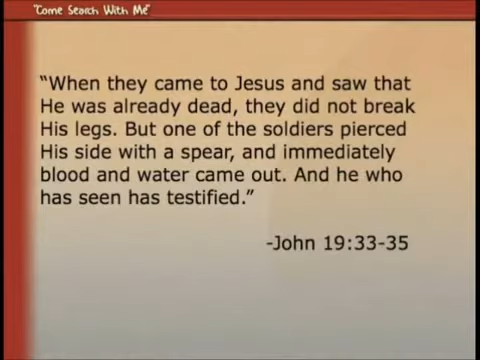 "Come Search With Me"
“When they came to Jesus and saw that
He was already dead, they did not break
His legs. But one of the soldiers pierced
His side with a spear, and immediately
blood and water came out. And he who
has seen has testified.”
-John 19:33-35